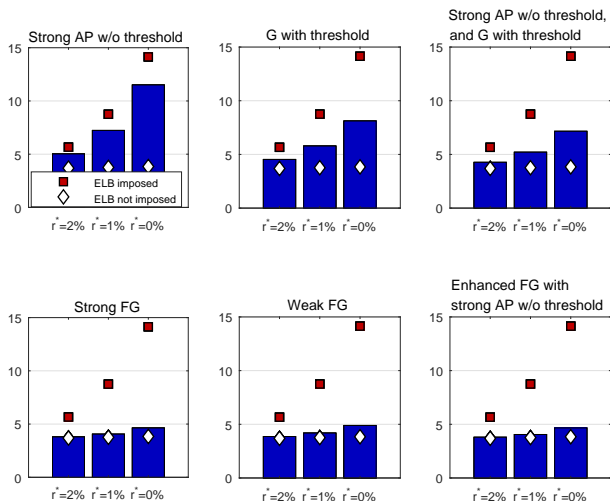 Strong AP w/o threshold
G with threshold
Strong AP w/o threshold,
and G with threshold
15
10
5
0
ELB imposed
ELB not imposed
r*=2% r*=1% r*=0%
15
10
5
0
r*=2% r*=1% r*=0%
15
10
5
0
r*=2% r*=1% r*=0%
Strong FG
Weak FG
Enhanced FG with
strong AP w/o threshold
15
10
5
0
r*=2% r*=1% r*=0%
15
10
5
0
r*=2% r*=1% r*=0%
15
10
5
0
r*=2% r*=1% r*=0%